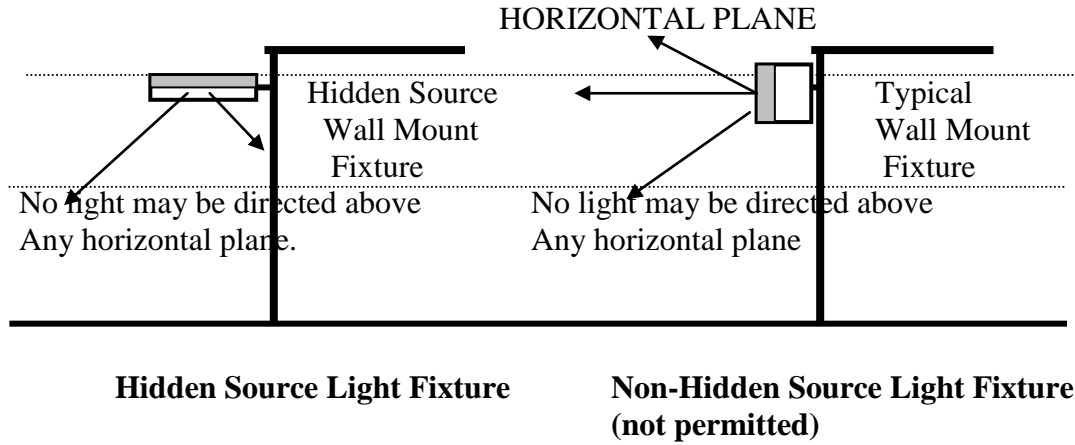 HORIZONTAL PLANE
Hidden Source
Wall Mount
Fixture
Typical
Wall Mount
Fixture
No light may be directed above
Any horizontal plane.
No light may be directed above
Any horizontal plane
Hidden Source Light Fixture
Non-Hidden Source Light Fixture
(not permitted)